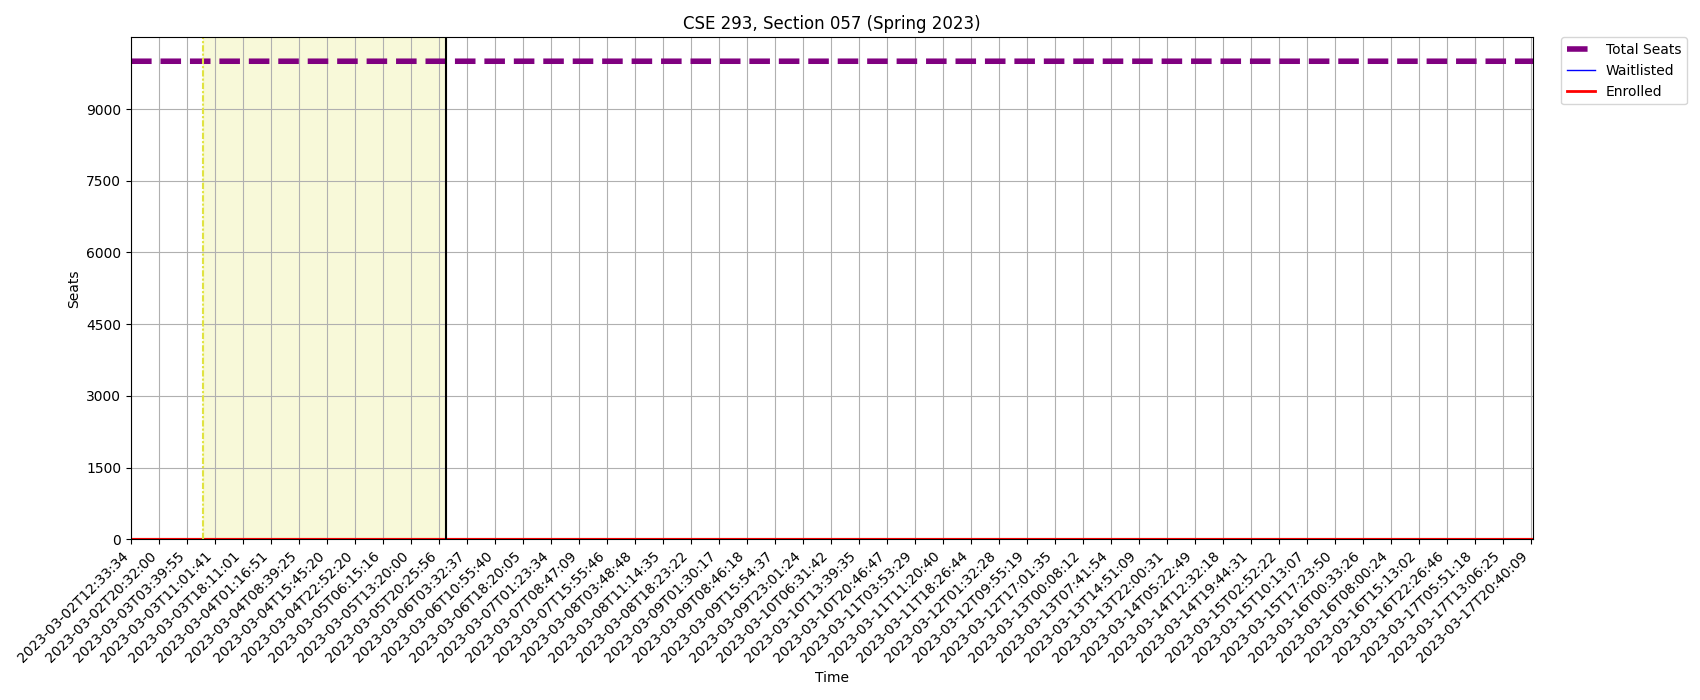 CSE 293, Section 057 (Spring 2023)
Total Seats
Waitlisted
Enrolled
Seats
9000
7500
6000
4500
3000
1500
0
2023-03-02T12:33:34
2023-03-02T20:32:00
2023-03-03T03:39:55
2023-03-03T11:01:41
2023-03-03T18:11:01
2023-03-04T01:16:51
2023-03-04T08:39:25
2023-03-04T15:45:20
2023-03-04T22:52:20
2023-03-05T06:15:16
2023-03-05T13:20:00
2023-03-05T20:25:56
2023-03-06T03:32:37
2023-03-06T10:55:40
2023-03-06T18:20:05
2023-03-07T01:23:34
2023-03-07T08:47:09
2023-03-07T15:55:46
2023-03-08T03:48:48
2023-03-08T11:14:35
2023-03-08T18:23:22
2023-03-09T01:30:17
2023-03-09T08:46:18
2023-03-09T15:54:37
2023-03-09T23:01:24
2023-03-10T06:31:42
2023-03-10T13:39:35
2023-03-10T20:46:47
2023-03-11T03:53:29
2023-03-11T11:20:40
2023-03-11T18:26:44
2023-03-12T01:32:28
2023-03-12T09:55:19
2023-03-12T17:01:35
2023-03-13T00:08:12
2023-03-13T07:41:54
2023-03-13T14:51:09
2023-03-13T22:00:31
2023-03-14T05:22:49
2023-03-14T12:32:18
2023-03-14T19:44:31
2023-03-15T02:52:22
2023-03-15T10:13:07
2023-03-15T17:23:50
2023-03-16T00:33:26
2023-03-16T08:00:24
2023-03-16T15:13:02
2023-03-16T22:26:46
2023-03-17T05:51:18
2023-03-17T13:06:25
2023-03-17T20:40:09
Time